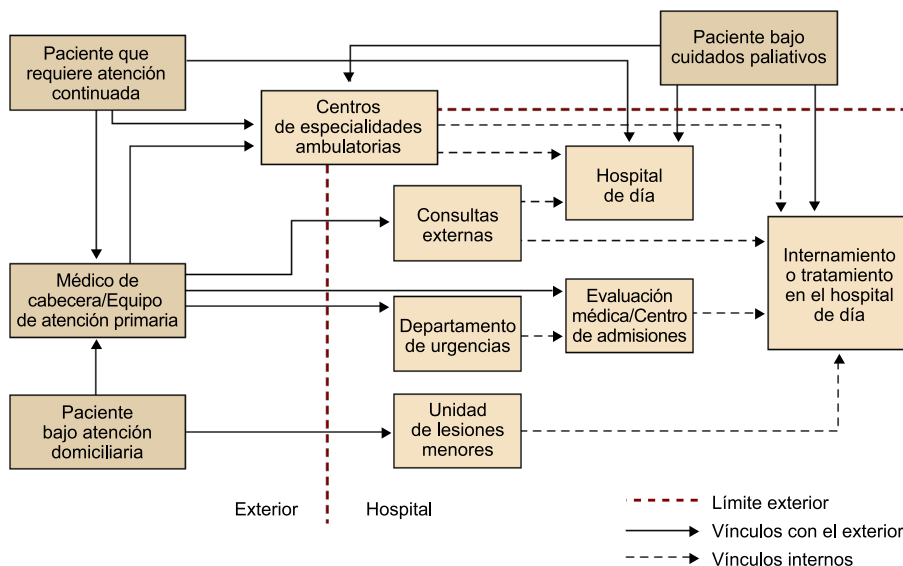 Paciente que
requiere atención
continuada
Paciente bajo
cuidados paliativos
Centros
de especialidades
ambulatorias
Hospital
de día
Consultas
externas
Internamiento
o tratamiento
en el hospital
de día
Médico de
cabecera/Equipo
de atención primaria
Evaluación
médica/Centro
de admisiones
Departamento
de urgencias
Paciente
bajo atención
domiciliaria
Unidad
de lesiones
menores
Exterior
Hospital
Límite exterior
Vínculos con el exterior
Vínculos internos